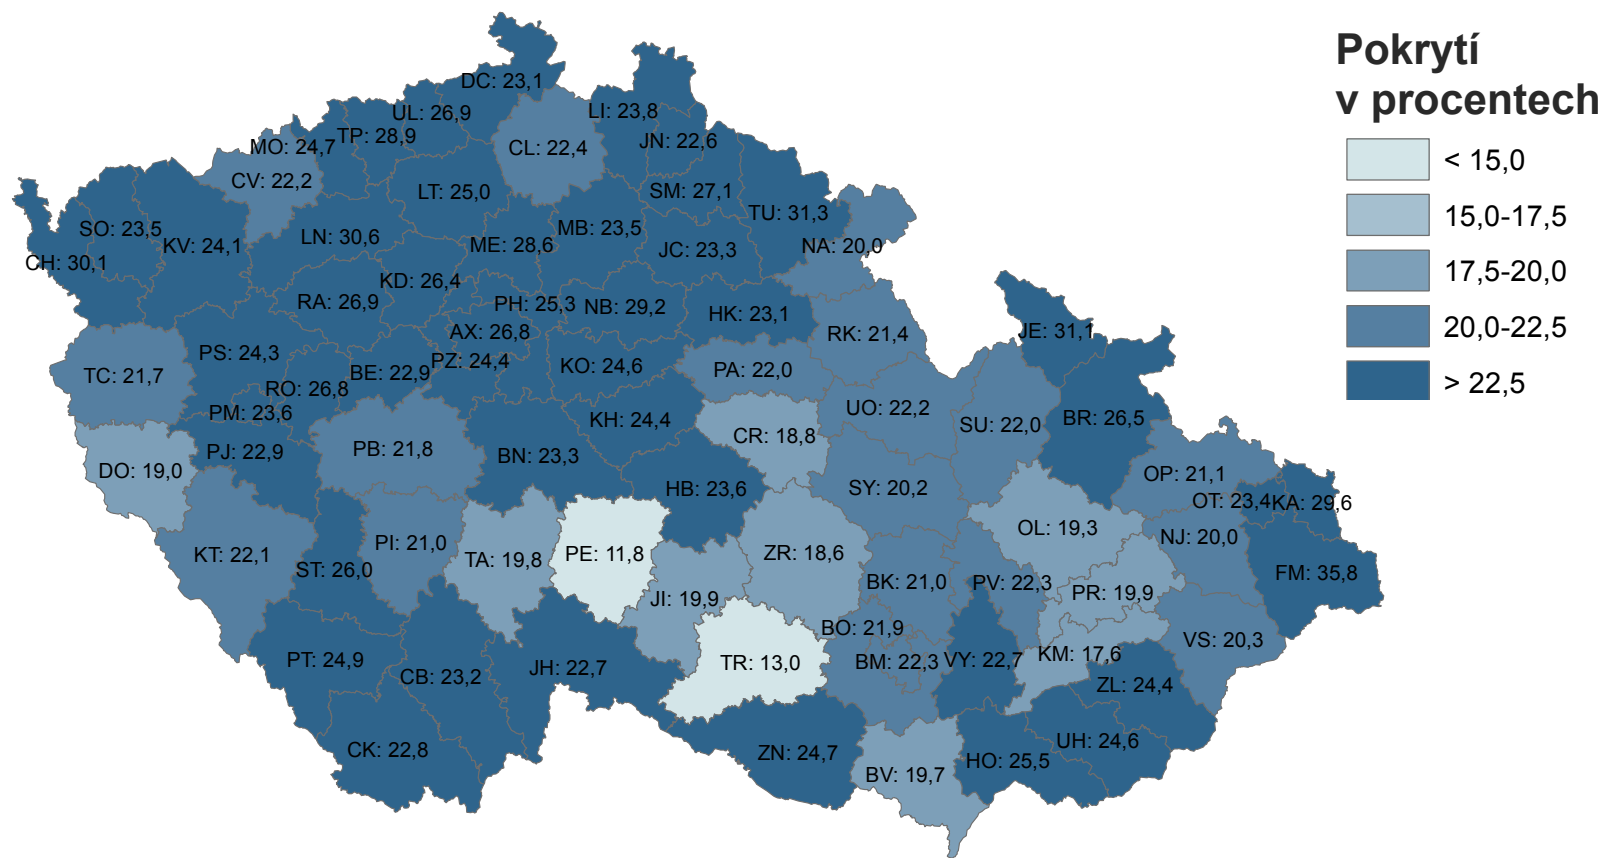 Pokrytí
v procentech
< 15,0
15,0-17,5
17,5-20,0
20,0-22,5
> 22,5
DC: 23,1
UL: 26,9
LI: 23,8
TP: 28,9
MO: 24,7
JN: 22,6
CL: 22,4
CV: 22,2
LT: 25,0
SM: 27,1
TU: 31,3
SO: 23,5
KV: 24,1
LN: 30,6
ME: 28,6
MB: 23,5
JC: 23,3
NA: 20,0
CH: 30,1
KD: 26,4
RA: 26,9
PH: 25,3
NB: 29,2
HK: 23,1
AX: 26,8
RK: 21,4
JE: 31,1
PS: 24,3
PZ: 24,4
KO: 24,6
PA: 22,0
TC: 21,7
BE: 22,9
RO: 26,8
PM: 23,6
KH: 24,4
UO: 22,2
SU: 22,0
BR: 26,5
CR: 18,8
PJ: 22,9
PB: 21,8
BN: 23,3
DO: 19,0
HB: 23,6
SY: 20,2
OP: 21,1
OT: 23,4
KA: 29,6
OL: 19,3
NJ: 20,0
KT: 22,1
PI: 21,0
TA: 19,8
PE: 11,8
ZR: 18,6
ST: 26,0
FM: 35,8
BK: 21,0
PV: 22,3
PR: 19,9
JI: 19,9
BO: 21,9
VS: 20,3
PT: 24,9
CB: 23,2
JH: 22,7
TR: 13,0
BM: 22,3
VY: 22,7
KM: 17,6
ZL: 24,4
CK: 22,8
ZN: 24,7
UH: 24,6
HO: 25,5
BV: 19,7